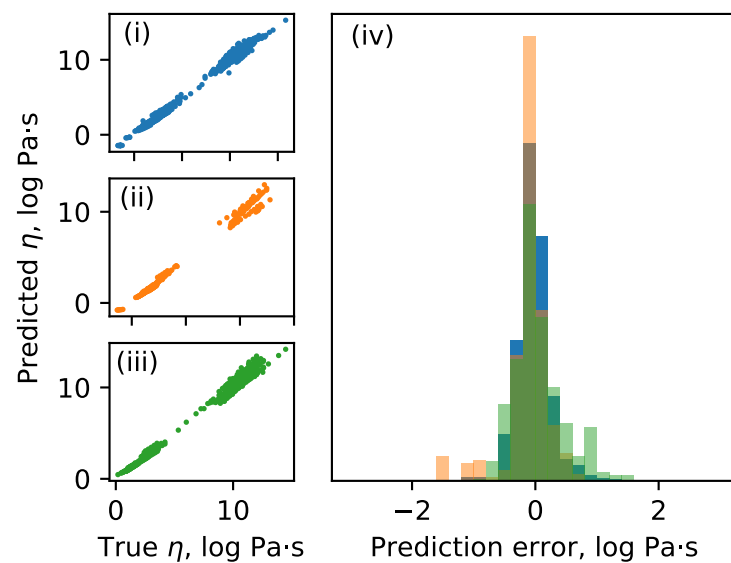 (i)
10
0
(ii)
10
0
(iii)
10
0
0 10
Predicted η, log Pa·s
True η, log Pa·s
(iv)
−2 0 2
Prediction error, log Pa·s